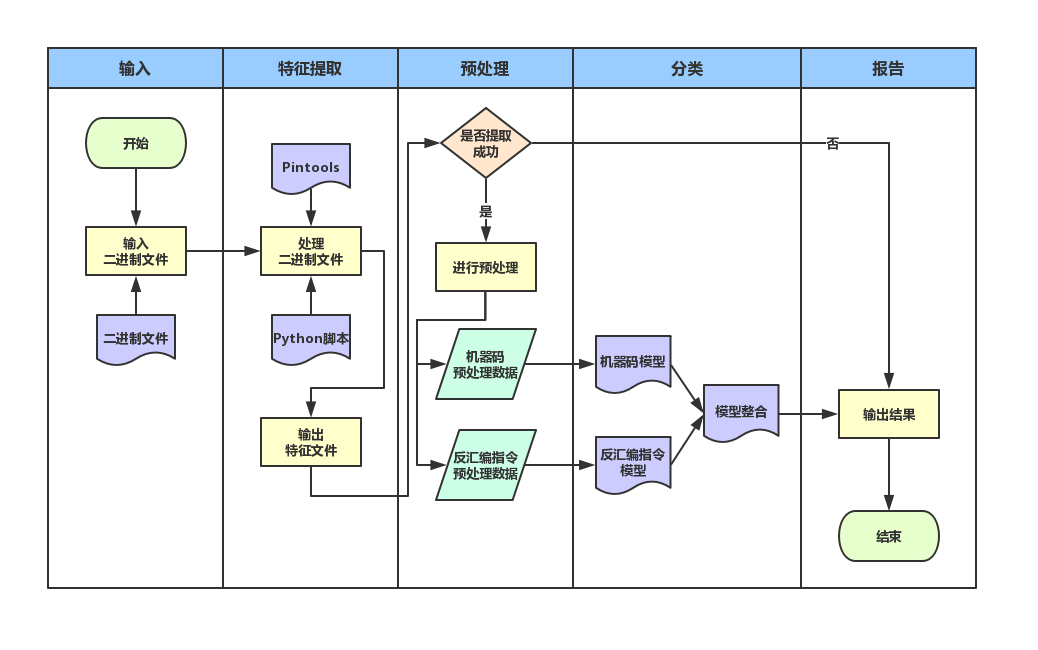 输入
特征提取
预处理
分类
报告
开始
输入
二进制文件
二进制文件
Pintools
处理
二进制文件
Python脚本
输出
特征文件
是否提取
成功
否
是
进行预处理
机器码
预处理数据
反汇编指令
预处理数据
机器码模型
反汇编指令
模型
模型整合
输出结果
结束